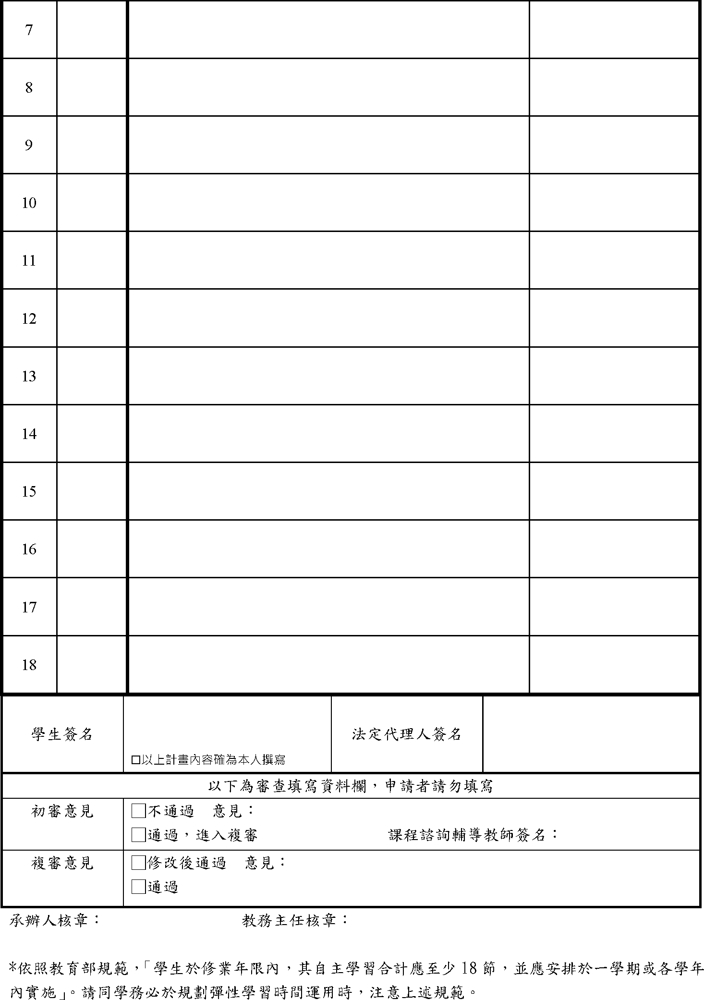 7
8
9
10
11
12
13
14
15
16
17
18
學生簽名
□以上計畫內容確為本人撰寫
法定代理人簽名
以下為審查填寫資料欄，申請者請勿填寫
初審意見
□不通過　意見：
□通過，進入複審　課程諮詢輔導教師簽名：
複審意見
□修改後通過　意見：
□通過
承辦人核章：　教務主任核章：
*依照教育部規範，「學生於修業年限內，其自主學習合計應至少 18 節，並應安排於一學期或各學年
內實施」。請同學務必於規劃彈性學習時間運用時，注意上述規範。